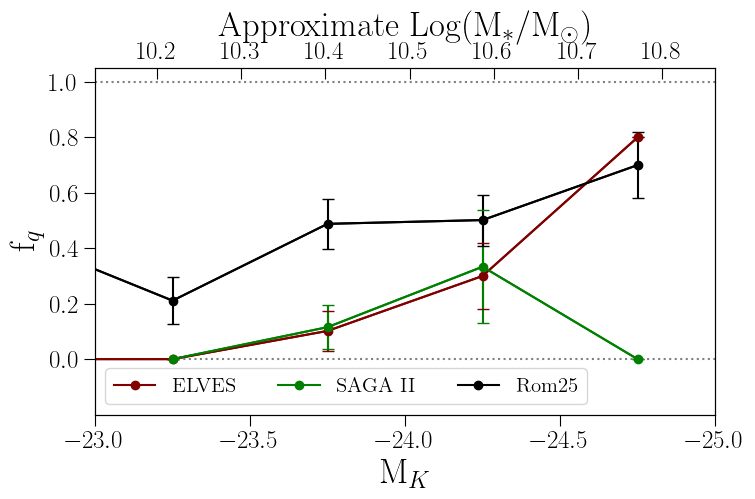 Approximate Log(M*/M☉)
10.2 10.3 10.4 10.5 10.6 10.7 10.8
1.0
0.8
0.6
0.4
0.2
0.0
f_q
ELVES SAGA II Rom25
−23.0 −23.5 −24.0 −24.5 −25.0
M_K